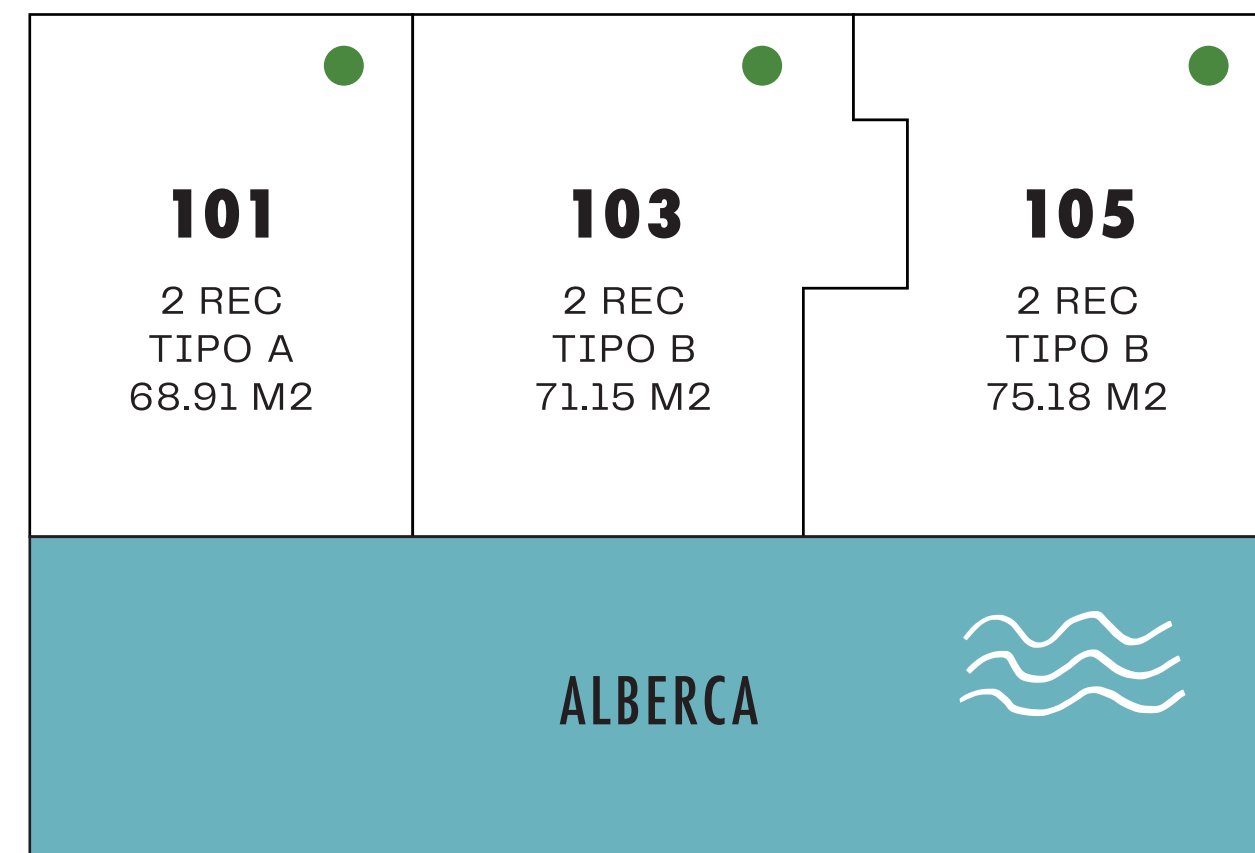 101
2 REC
TIPO A
68.91 M2
103
2 REC
TIPO B
71.15 M2
105
2 REC
TIPO B
75.18 M2
ALBERCA